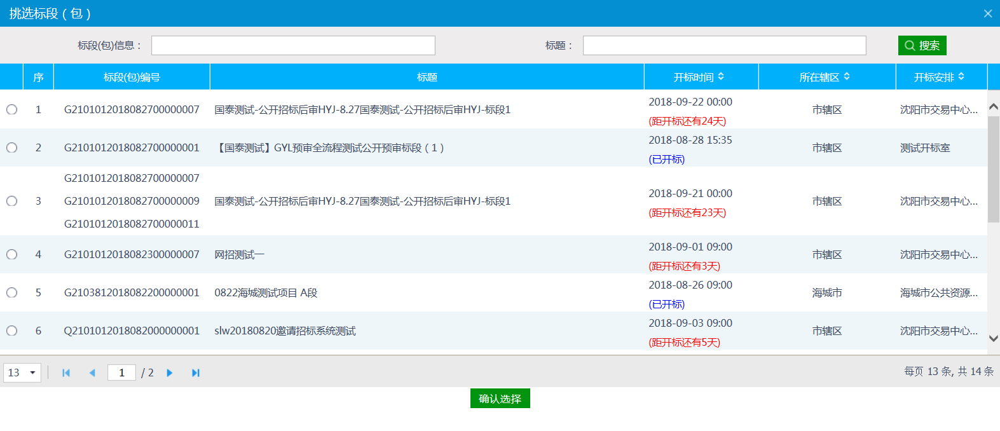 挑选标段（包）
标段(包)信息： 标题： 搜索
序 标段(包)编号 标题 开标时间 所在辖区 开标安排
1 G2101012018082700000007 国泰测试-公开招标后审HYJ-8.27国泰测试-公开招标后审HYJ-标段1 2018-09-22 00:00 市辖区 沈阳市交易中心...
(距开标还有24天)
2 G2101012018082700000001 【国泰测试】GYL预审全流程测试公开预审标段（1） 2018-08-28 15:35 市辖区 测试开标室
(已开标)
G2101012018082700000007
3 G2101012018082700000009 国泰测试-公开招标后审HYJ-8.27国泰测试-公开招标后审HYJ-标段1 2018-09-21 00:00 市辖区 沈阳市交易中心...
(距开标还有23天)
G2101012018082700000011
4 G2101012018082300000007 网招测试一 2018-09-01 09:00 市辖区 沈阳市交易中心...
(距开标还有3天)
5 G2103812018082200000001 0822海城测试项目 A段 2018-08-26 09:00 海城市 海城市公共资源...
(已开标)
6 Q2101012018082000000001 slw20180820邀请招标系统测试 2018-09-03 09:00 市辖区 沈阳市交易中心...
(距开标还有5天)
13 1 / 2 每页 13 条, 共 14 条
确认选择